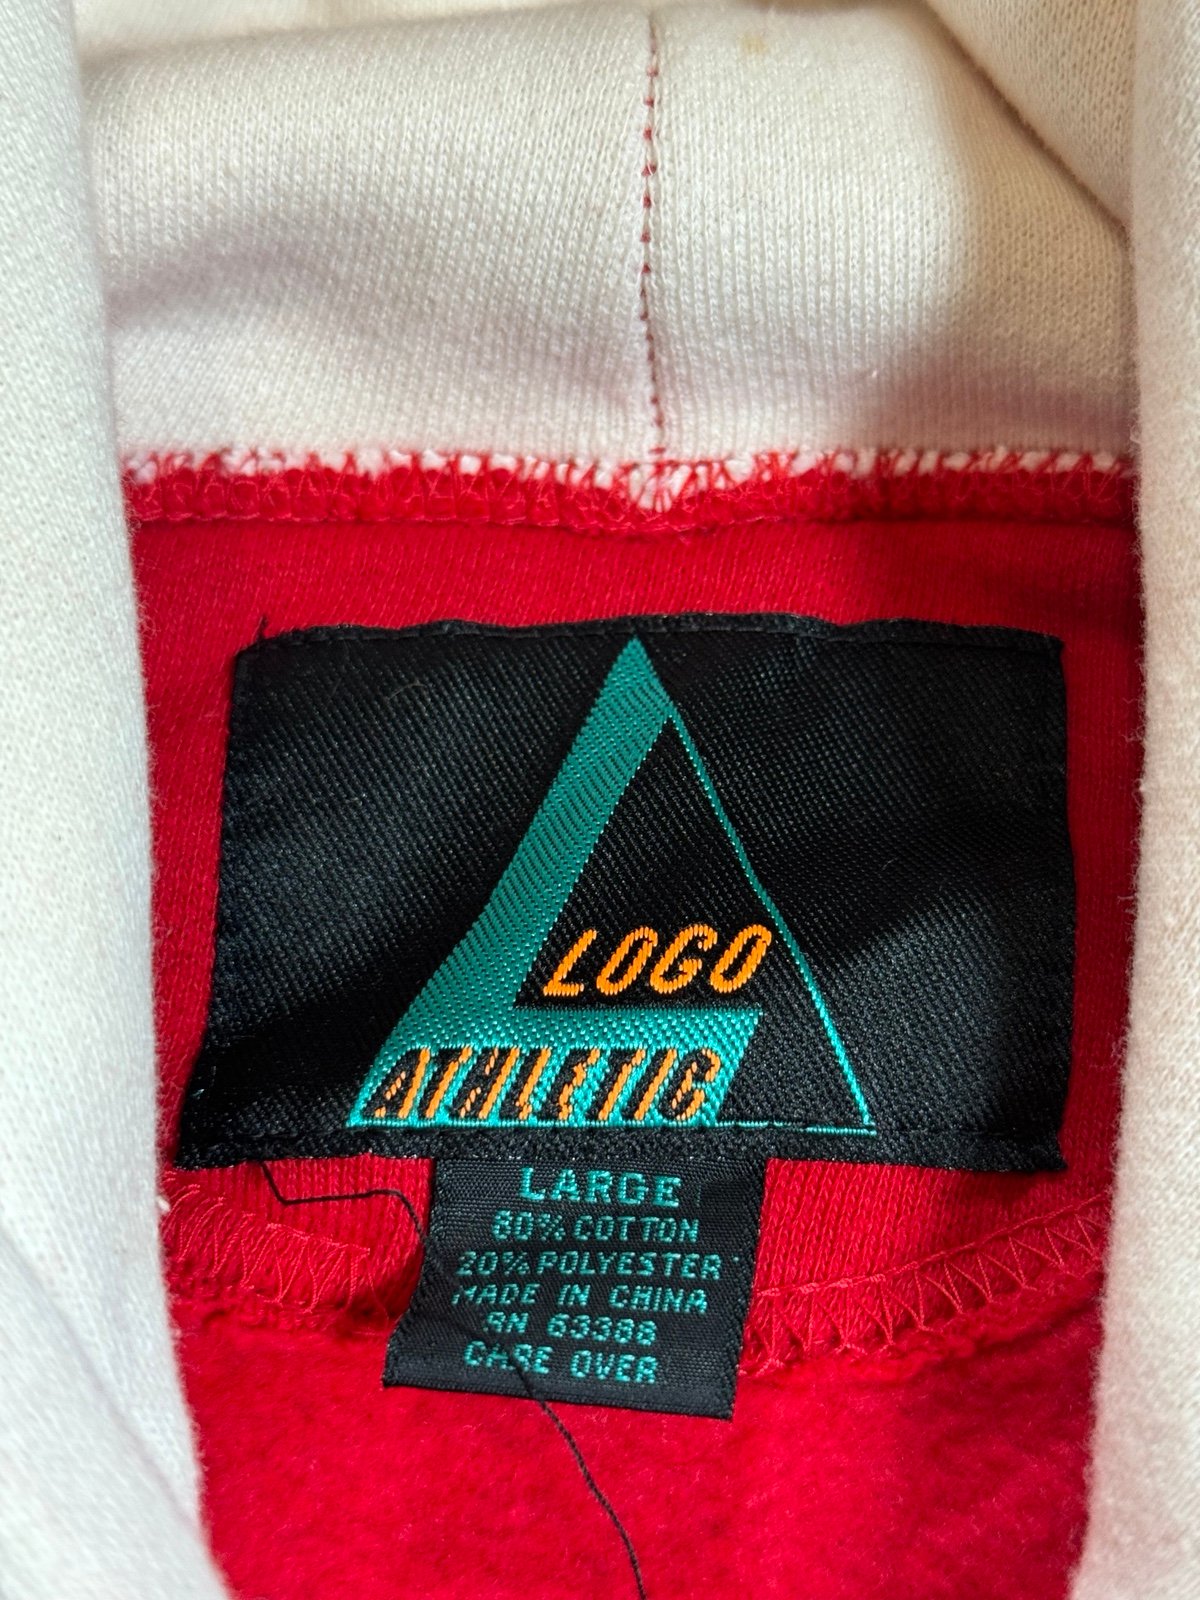 LOGO
ATHLETIC
LARGE
80% COTTON
20% POLYESTER
MADE IN CHINA
RN 63388
CARE OVER